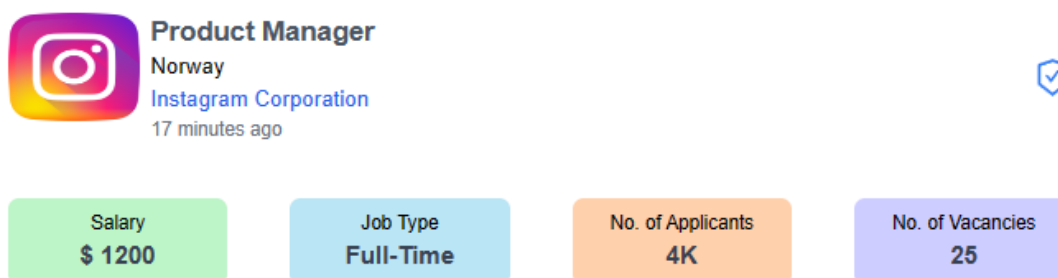 Product Manager
Norway
Instagram Corporation
17 minutes ago
Salary
$ 1200
Job Type
Full-Time
No. of Applicants
4K
No. of Vacancies
25